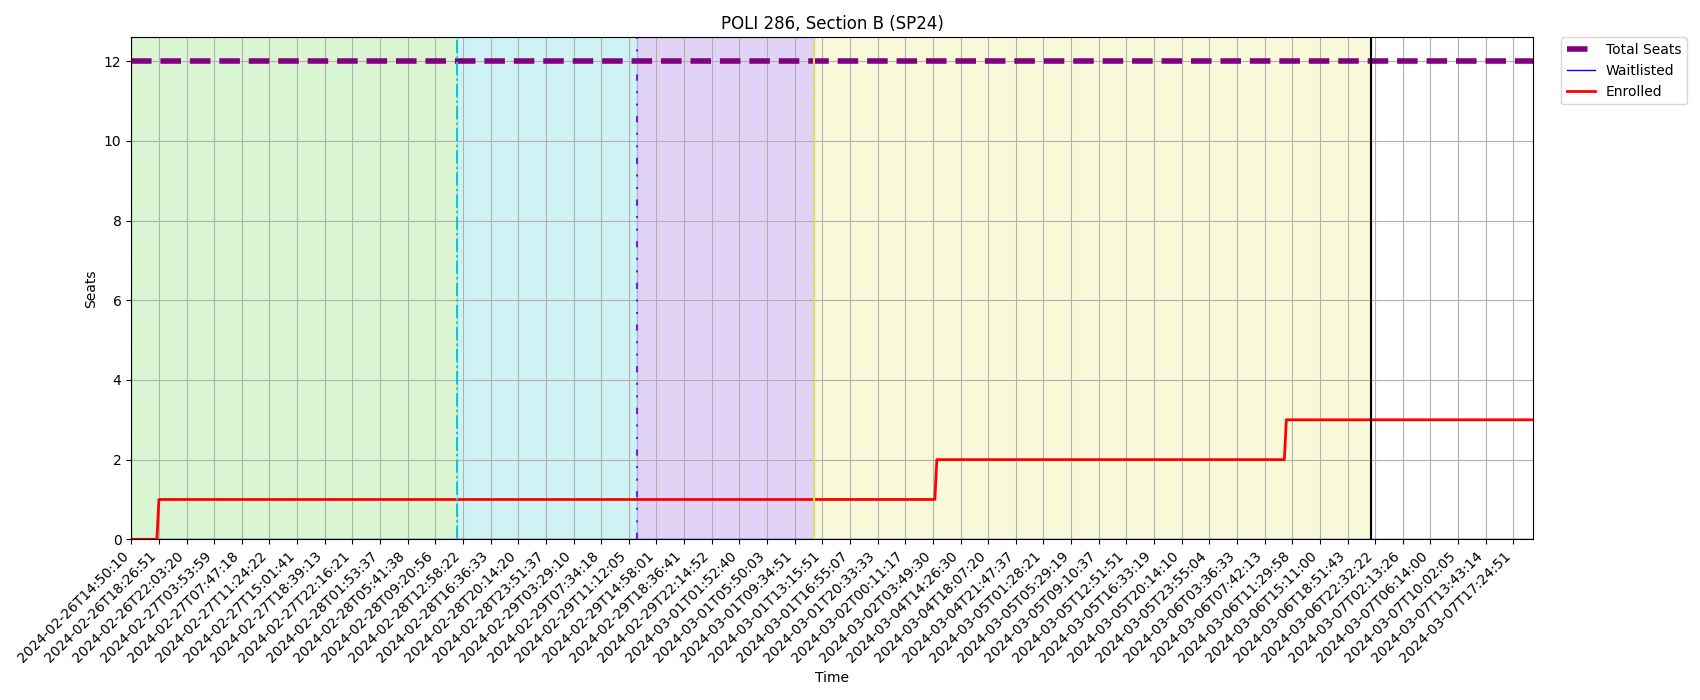 POLI 286, Section B (SP24)
Total Seats
Waitlisted
Enrolled
Seats
12
10
8
6
4
2
0
2024-02-26T14:50:10
2024-02-26T18:26:51
2024-02-26T22:03:20
2024-02-27T03:53:59
2024-02-27T07:47:18
2024-02-27T11:24:22
2024-02-27T15:01:41
2024-02-27T18:39:13
2024-02-27T22:16:21
2024-02-28T01:53:37
2024-02-28T05:41:38
2024-02-28T09:20:56
2024-02-28T12:58:22
2024-02-28T16:36:33
2024-02-28T20:14:20
2024-02-28T23:51:37
2024-02-29T03:29:10
2024-02-29T07:34:18
2024-02-29T11:12:05
2024-02-29T14:58:01
2024-02-29T18:36:41
2024-02-29T22:14:52
2024-03-01T01:52:40
2024-03-01T05:50:03
2024-03-01T09:34:51
2024-03-01T13:15:51
2024-03-01T16:55:07
2024-03-01T20:33:33
2024-03-02T00:11:17
2024-03-02T03:49:30
2024-03-04T14:26:30
2024-03-04T18:07:20
2024-03-04T21:47:37
2024-03-05T01:28:21
2024-03-05T05:29:19
2024-03-05T09:10:37
2024-03-05T12:51:51
2024-03-05T16:33:19
2024-03-05T20:14:10
2024-03-05T23:55:04
2024-03-06T03:36:33
2024-03-06T07:42:13
2024-03-06T11:29:58
2024-03-06T15:11:00
2024-03-06T18:51:43
2024-03-06T22:32:22
2024-03-07T02:13:26
2024-03-07T06:14:00
2024-03-07T10:02:05
2024-03-07T13:43:14
2024-03-07T17:24:51
Time